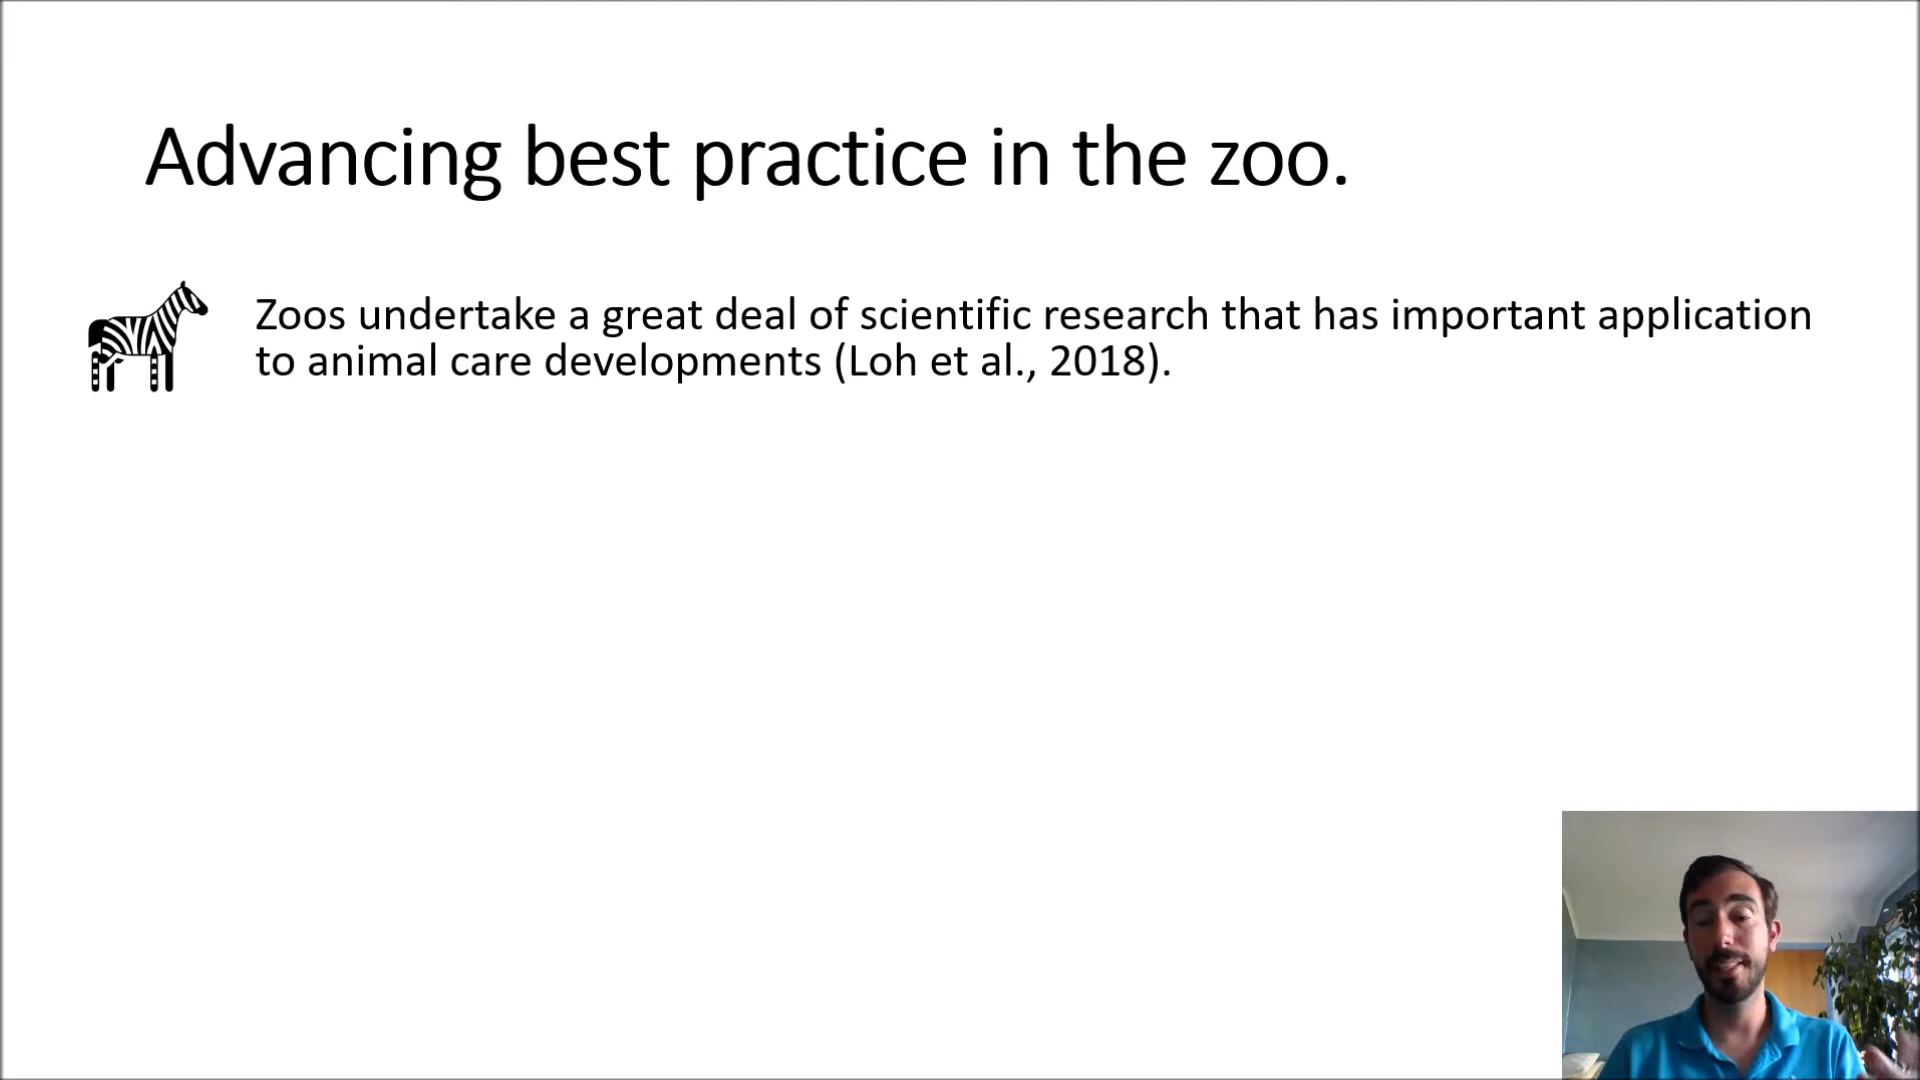 Advancing best practice in the zoo.
Zoos undertake a great deal of scientific research that has important application
to animal care developments (Loh et al., 2018).